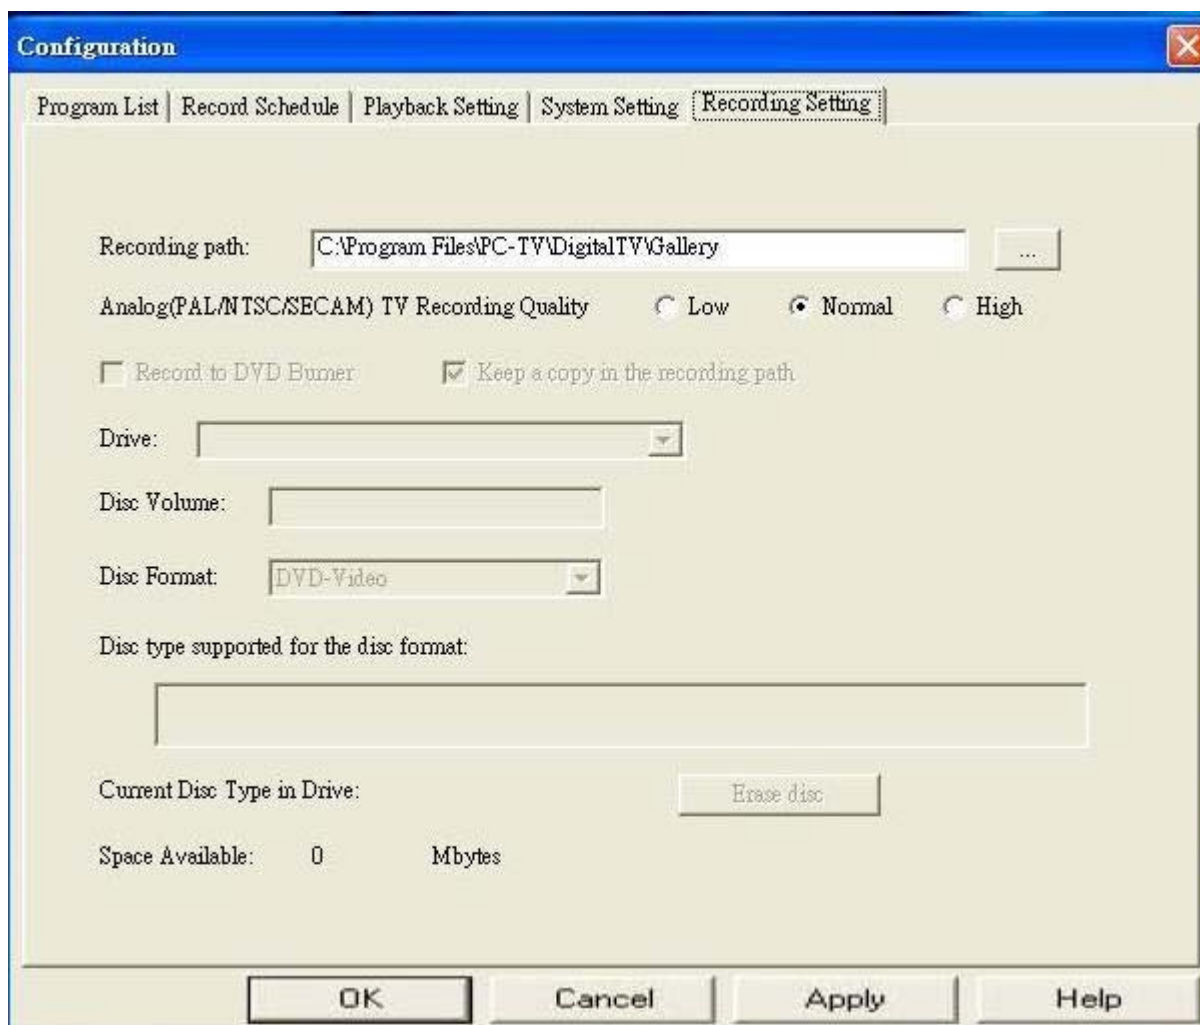 Configuration
Program List Record Schedule Playback Setting System Setting Recording Setting
Recording path: C:\Program Files\PC-TV\DigitalTV\Gallery ...
Analog(PAL/NTSC/SECAM) TV Recording Quality Low Normal High
Record to DVD Burner Keep a copy in the recording path
Drive:
Disc Volume:
Disc Format: DVD-Video
Disc type supported for the disc format:
Current Disc Type in Drive: Erase disc
Space Available: 0 Mbytes
OK Cancel Apply Help